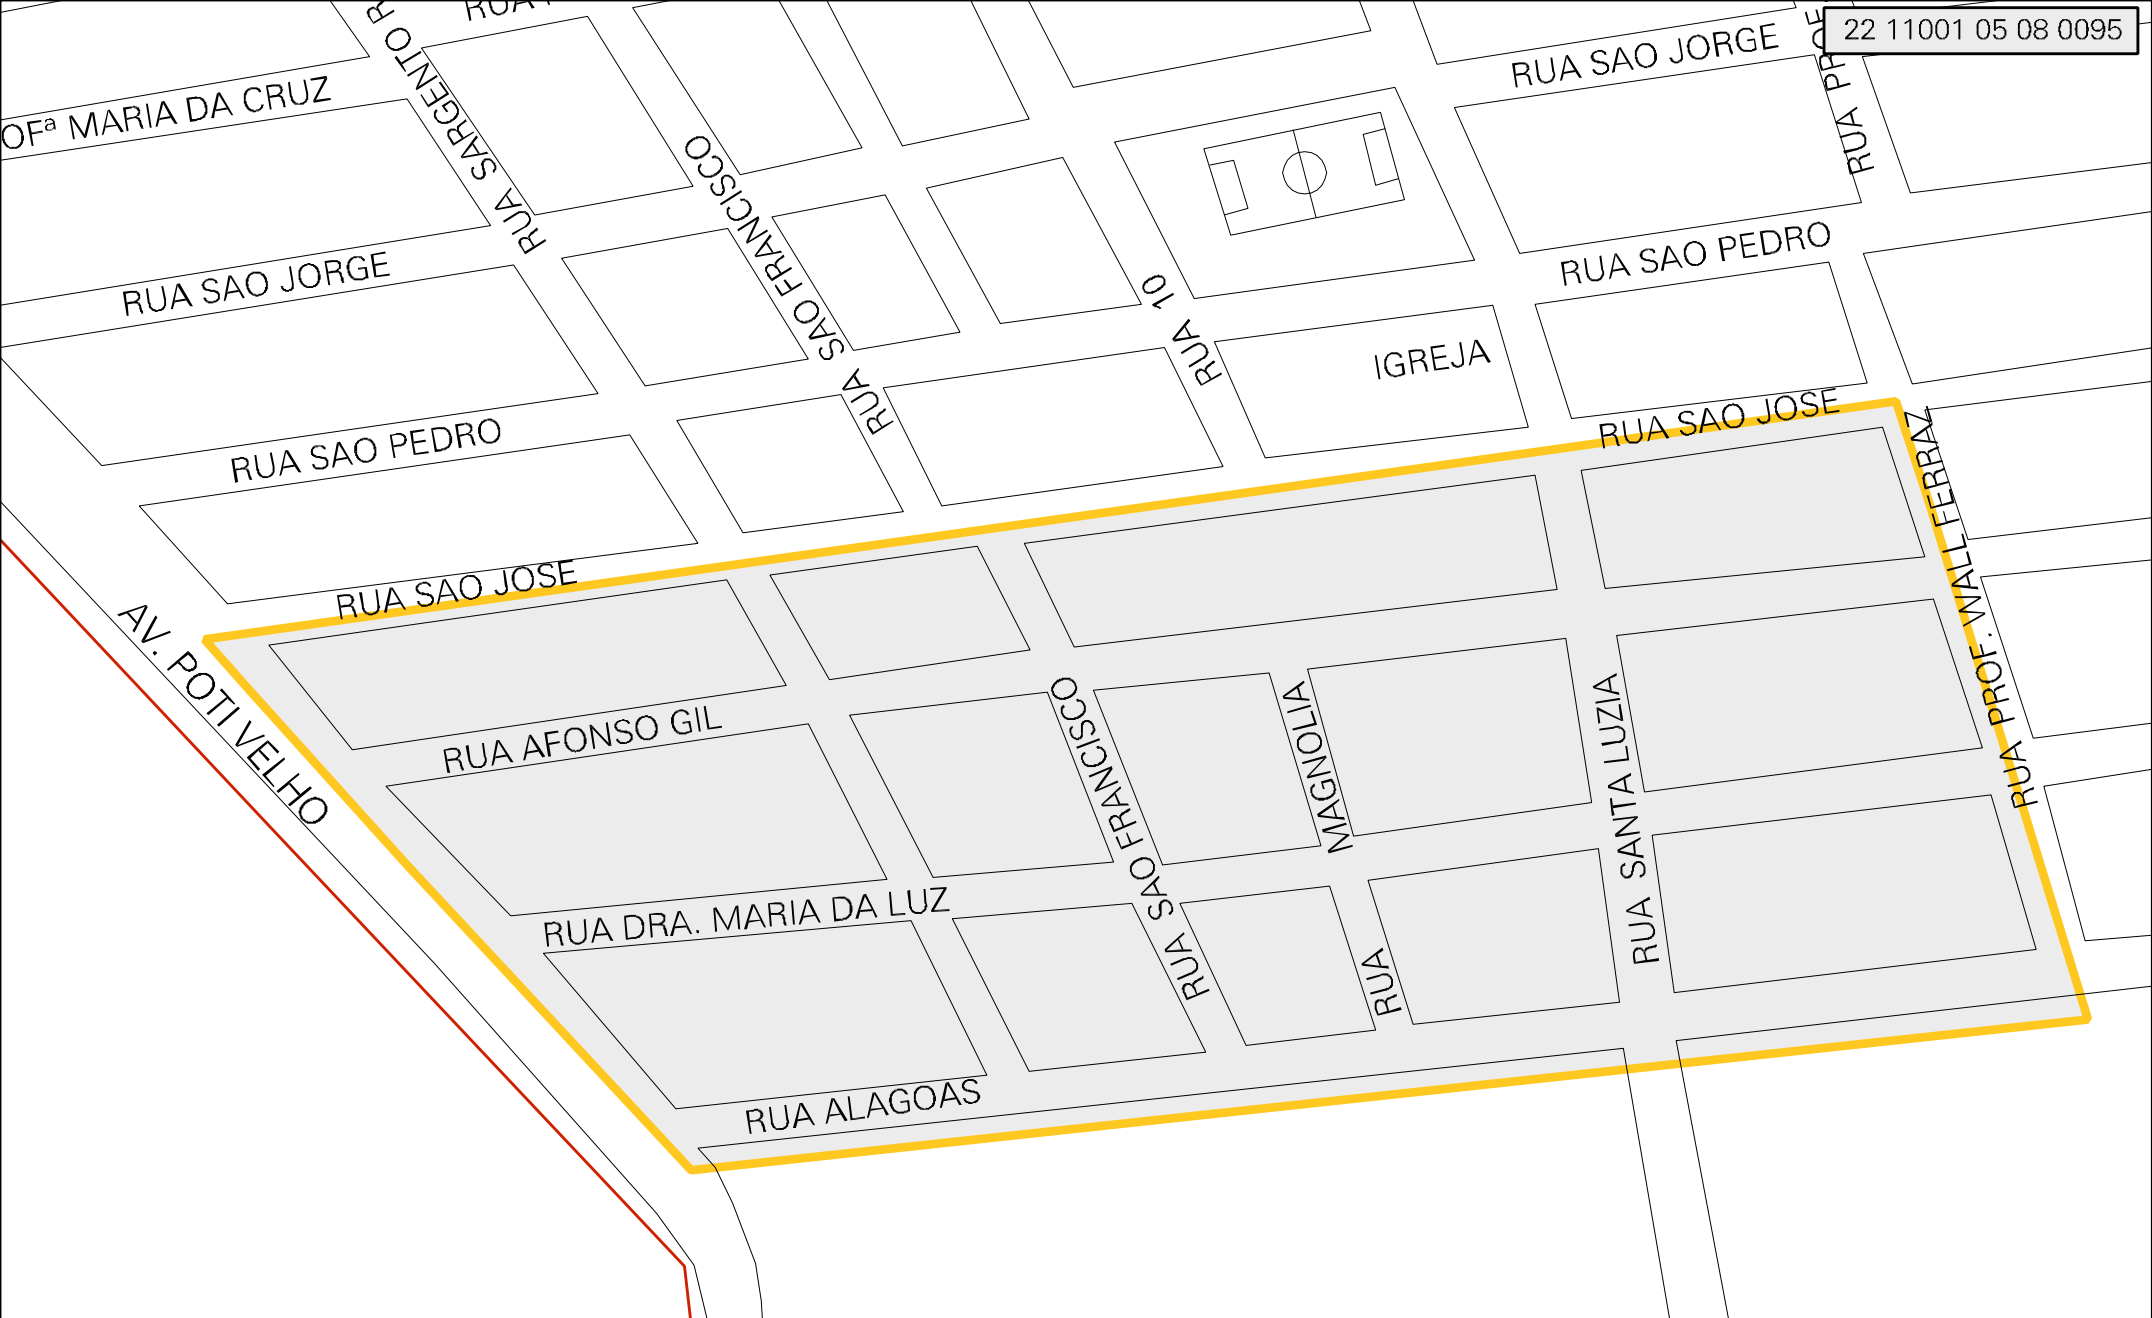 22 11001 05 08 0095
RUA SAO JORGE
OFª MARIA DA CRUZ
RUA SARGENTO R
RUA SAO FRANCISCO
RUA SAO JORGE
RUA SAO PEDRO
RUA 10
IGREJA
RUA SAO PEDRO
RUA SAO JOSE
RUA SAO JOSE
RUA PROF. WALL FERRAZ
AV. POTI VELHO
RUA AFONSO GIL
RUA SAO FRANCISCO
RUA MAGNOLIA
RUA SANTA LUZIA
RUA DRA. MARIA DA LUZ
RUA ALAGOAS
RUA PROF
RUA